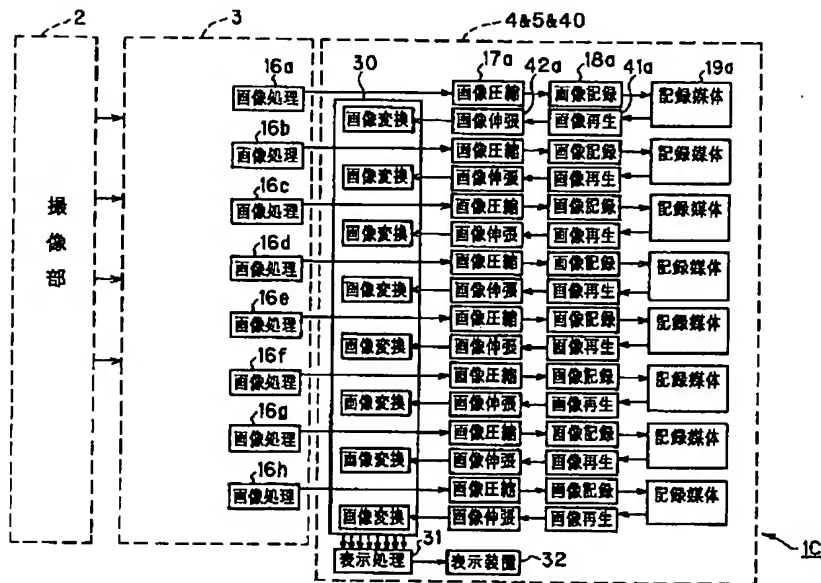 2
3
4&5&40
撮像部
30
16a
画像処理
17a
画像圧縮
42a
画像伸張
18a
画像記録
41a
画像再生
19a
記録媒体
画像変換
16b
画像処理
画像圧縮
画像記録
記録媒体
画像変換
画像伸張
画像再生
16c
画像処理
画像圧縮
画像記録
記録媒体
画像変換
画像伸張
画像再生
16d
画像処理
画像圧縮
画像記録
記録媒体
画像変換
画像伸張
画像再生
16e
画像処理
画像圧縮
画像記録
記録媒体
画像変換
画像伸張
画像再生
16f
画像処理
画像圧縮
画像記録
記録媒体
画像変換
画像伸張
画像再生
16g
画像処理
画像圧縮
画像記録
記録媒体
画像変換
画像伸張
画像再生
16h
画像処理
画像圧縮
画像記録
記録媒体
画像変換
画像伸張
画像再生
表示処理
31
表示装置
32
1C